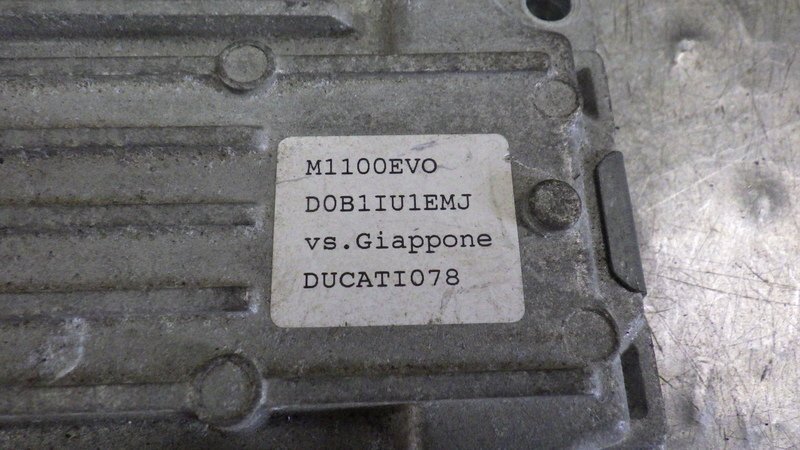 M1100EVO
D0B1IU1EMJ
vs.Giappone
DUCATI078